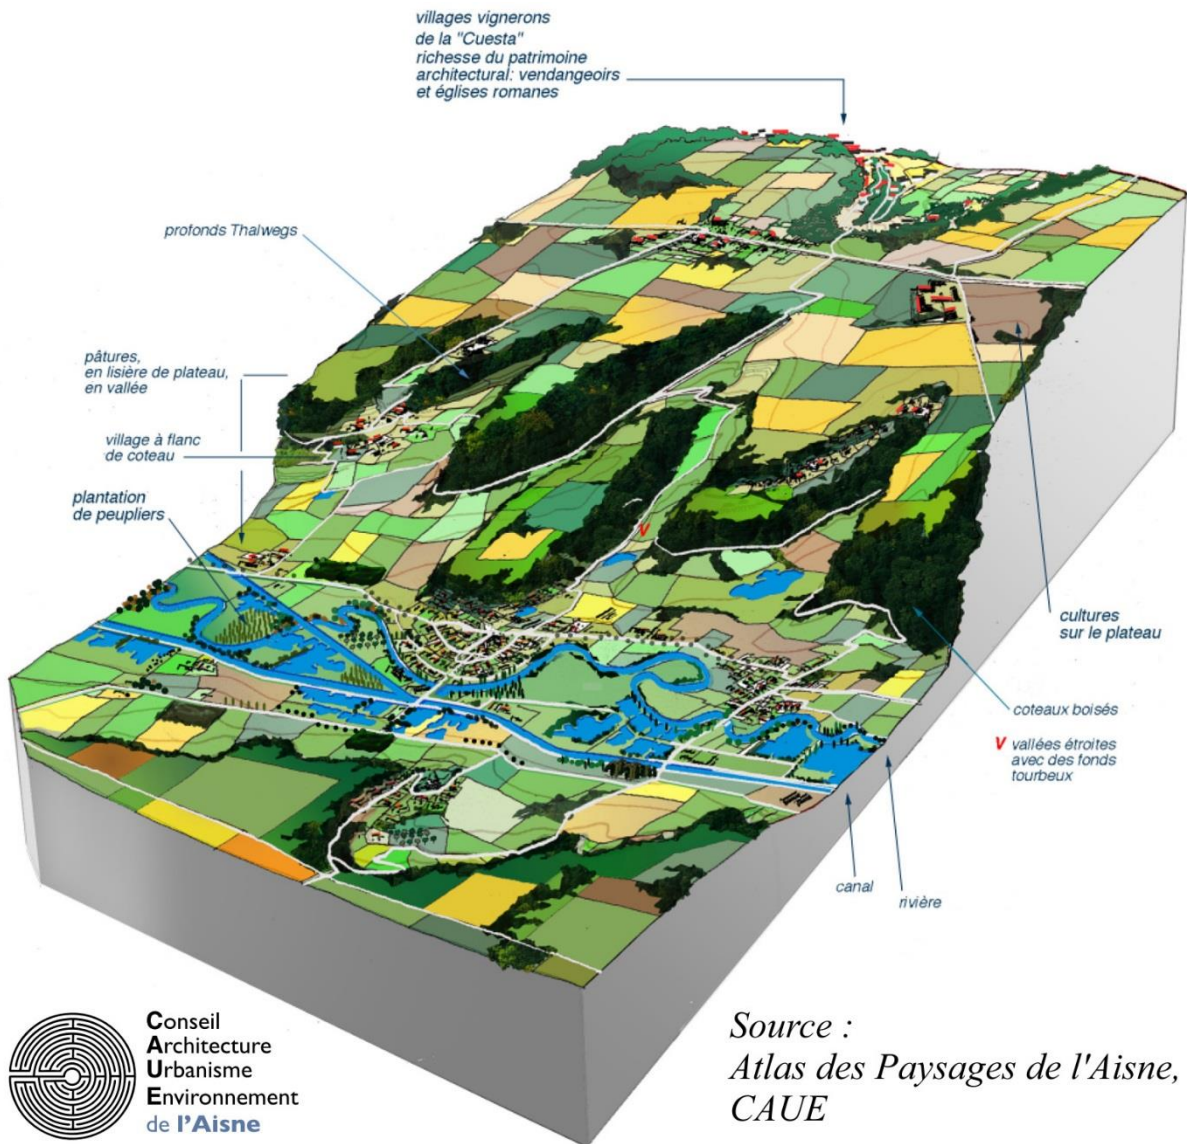 villages vignerons
de la "Cuesta"
richesse du patrimoine
architectural: vendangeoirs
et églises romanes
profonds Thalwegs
pâtures,
en lisière de plateau,
en vallée
village à flanc
de coteau
plantation
de peupliers
V
cultures
sur le plateau
coteaux boisés
V vallées étroites
avec des fonds
tourbeux
canal
rivière
Conseil
Architecture
Urbanisme
Environnement
de l'Aisne
Source :
Atlas des Paysages de l'Aisne,
CAUE